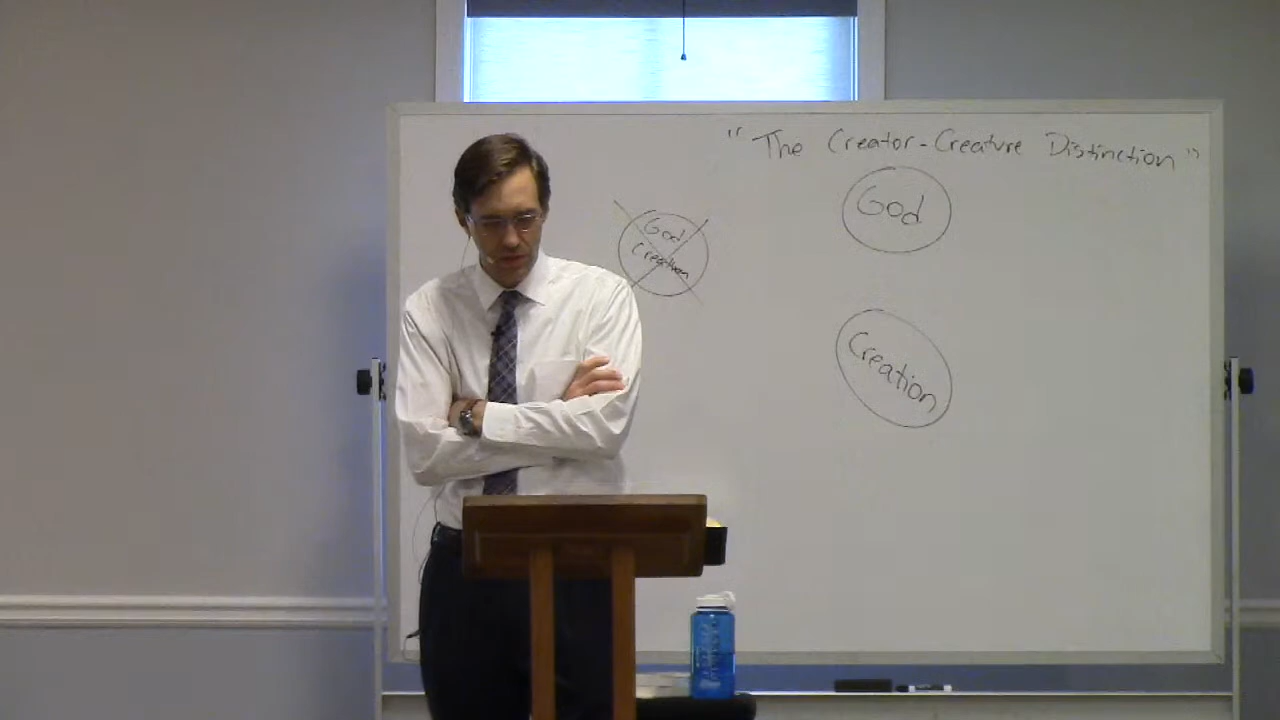 "The Creator-Creature Distinction"
God
Creation
God
Creation